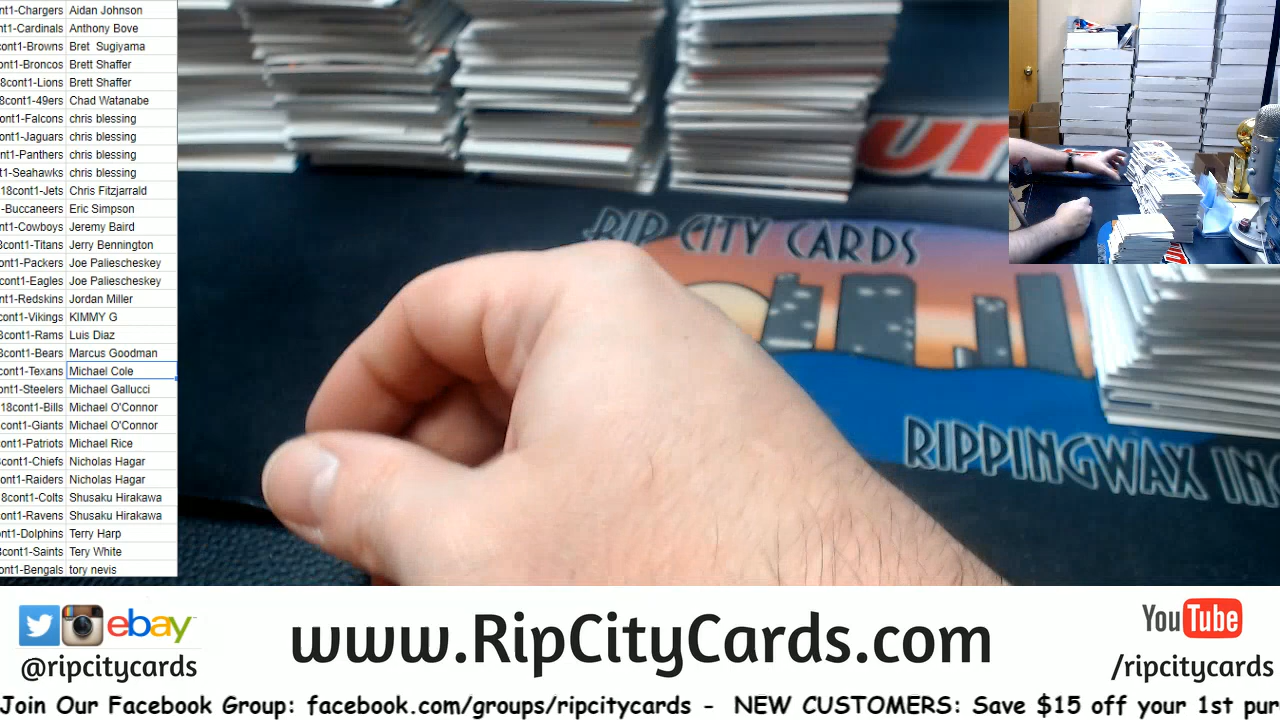 nt1-Chargers Aidan Johnson
nt1-Cardinals Anthony Bove
cont1-Browns Bret Sugiyama
cont1-Broncos Brett Shaffer
8cont1-Lions Brett Shaffer
8cont1-49ers Chad Watanabe
ont1-Falcons chris blessing
ont1-Jaguars chris blessing
nt1-Panthers chris blessing
nt1-Seahawks chris blessing
18cont1-Jets Chris Fitzjarrald
-Buccaneers Eric Simpson
nt1-Cowboys Jeremy Baird
3cont1-Titans Jerry Bennington
ont1-Packers Joe Paliescheskey
cont1-Eagles Joe Paliescheskey
nt1-Redskins Jordan Miller
cont1-Vikings KIMMY G
8cont1-Rams Luis Diaz
3cont1-Bears Marcus Goodman
cont1-Texans Michael Cole
ont1-Steelers Michael Gallucci
18cont1-Bills Michael O'Connor
cont1-Giants Michael O'Connor
ont1-Patriots Michael Rice
cont1-Chiefs Nicholas Hagar
ont1-Raiders Nicholas Hagar
18cont1-Colts Shusaku Hirakawa
cont1-Ravens Shusaku Hirakawa
ont1-Dolphins Terry Harp
8cont1-Saints Tery White
ont1-Bengals tory nevis
RIP CITY CARDS
RIPPINGWAX INC
ebay
@ripcitycards
www.RipCityCards.com
YouTube
/ripcitycards
Join Our Facebook Group: facebook.com/groups/ripcitycards - NEW CUSTOMERS: Save $15 off your 1st pur